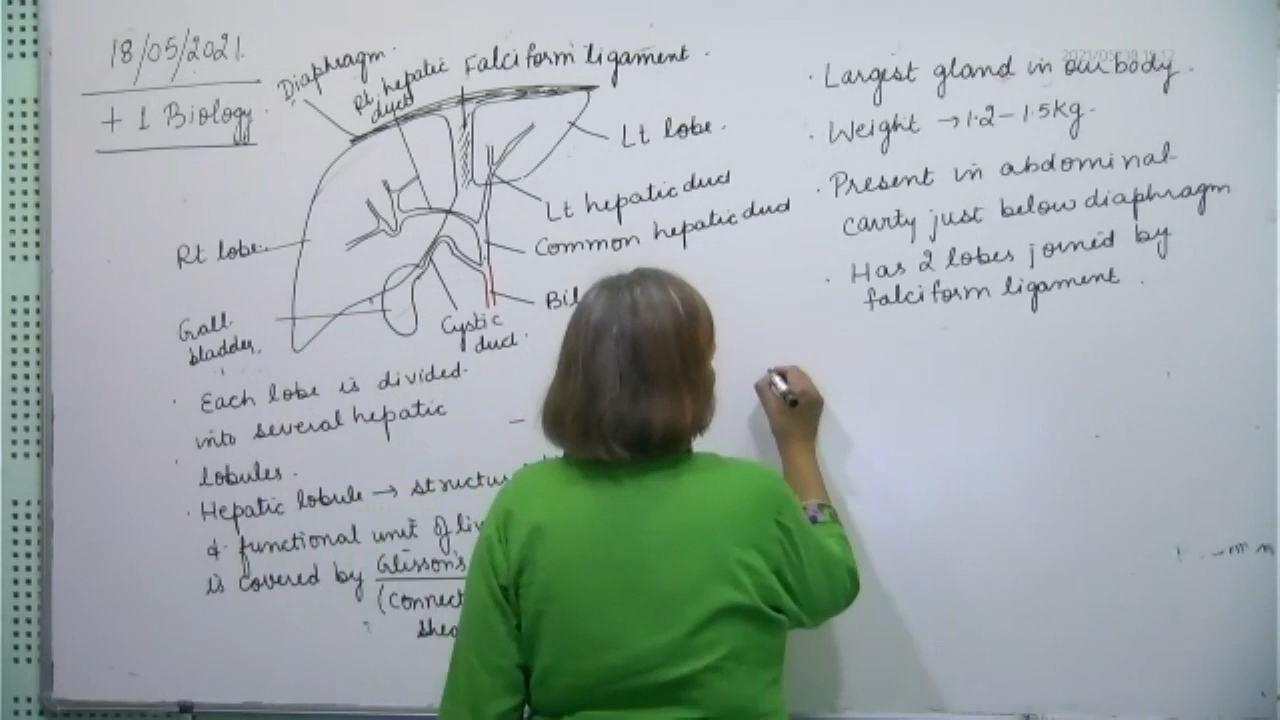 18/05/2021.
+ 1 Biology
Diaphragm
Rt. hepatic
duct
Falciform ligament
Lt lobe.
Lt hepatic duct
Common hepatic duct
Rt lobe
Gall
bladder
Cystic
duct
· Each lobe is divided
into several hepatic
lobules.
· Hepatic lobule → structu
& functional unit of liv
is covered by Glisson's
(connect
shea
· Largest gland in our body.
· Weight → 1.2 – 1.5kg.
· Present in abdominal
cavity just below diaphragm
· Has 2 lobes joined by
falciform ligament.